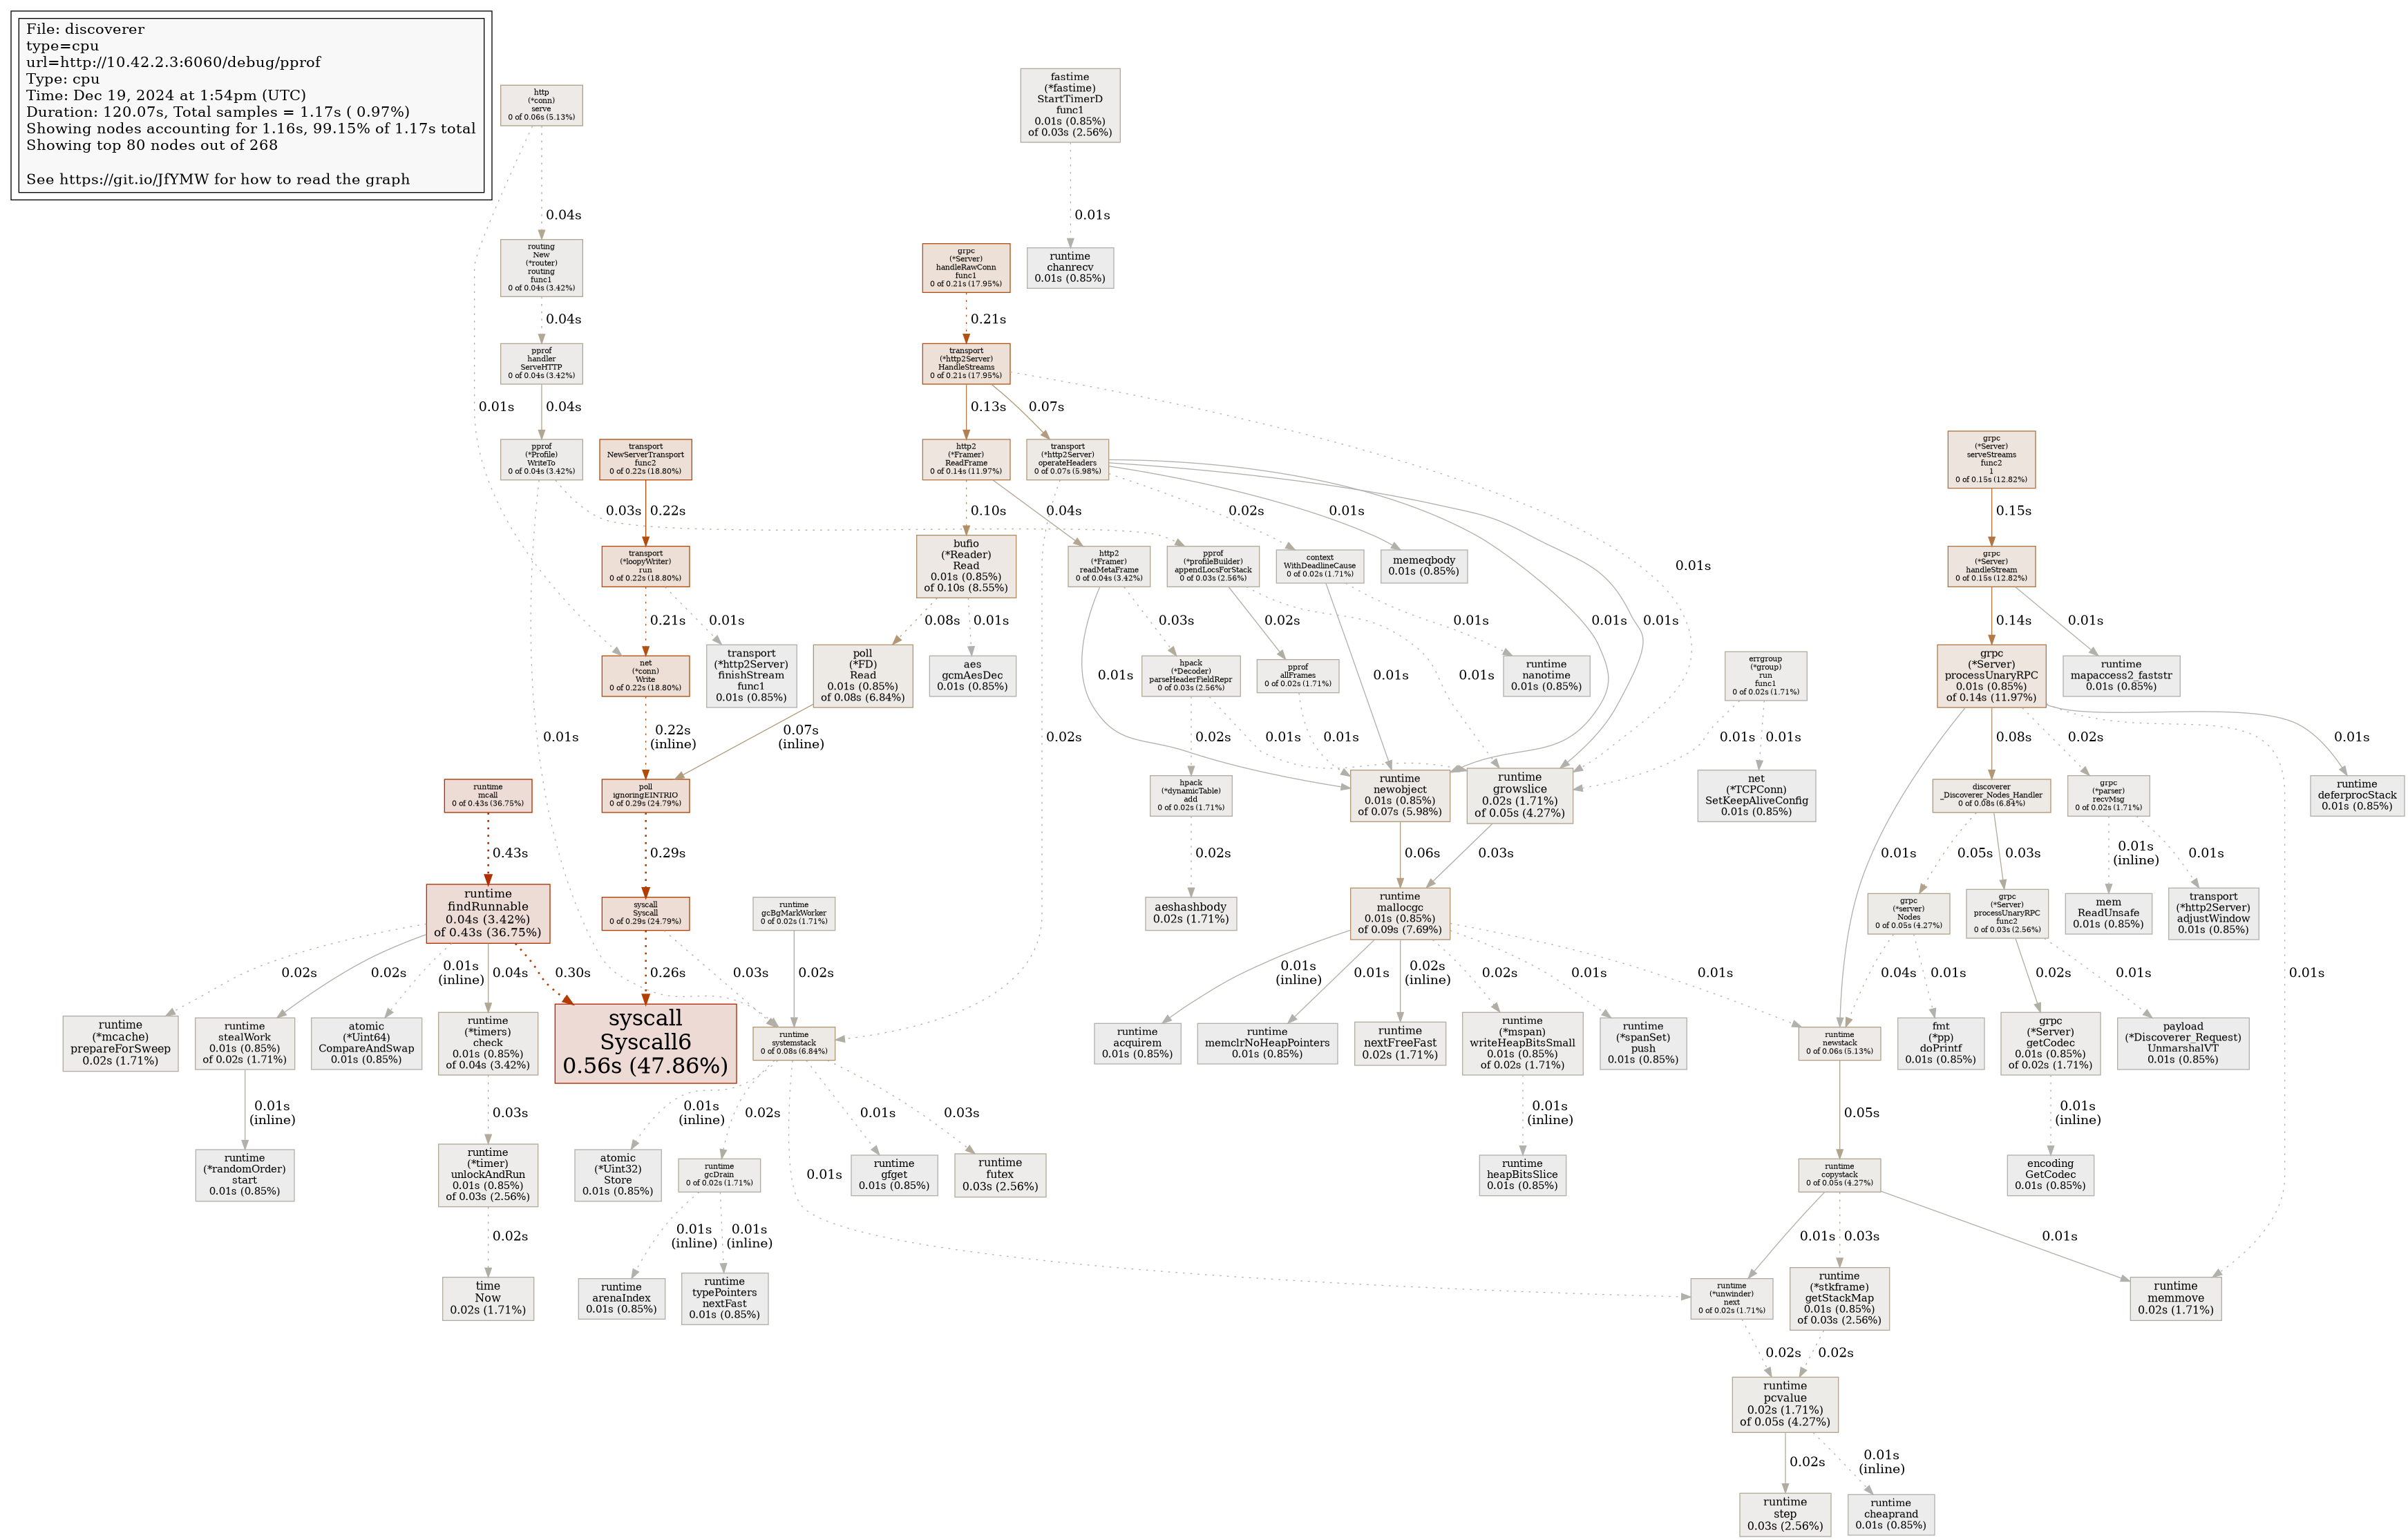 File: discoverer
type=cpu
url=http://10.42.2.3:6060/debug/pprof
Type: cpu
Time: Dec 19, 2024 at 1:54pm (UTC)
Duration: 120.07s, Total samples = 1.17s ( 0.97%)
Showing nodes accounting for 1.16s, 99.15% of 1.17s total
Showing top 80 nodes out of 268
See https://git.io/JfYMW for how to read the graph
http
(*conn)
serve
0 of 0.06s (5.13%)
fastime
(*fastime)
StartTimerD
func1
0.01s (0.85%)
of 0.03s (2.56%)
0.04s
0.01s
routing
New
(*router)
routing
func1
0 of 0.04s (3.42%)
grpc
(*Server)
handleRawConn
func1
0 of 0.21s (17.95%)
runtime
chanrecv
0.01s (0.85%)
0.04s
0.21s
pprof
handler
ServeHTTP
0 of 0.04s (3.42%)
transport
(*http2Server)
HandleStreams
0 of 0.21s (17.95%)
0.01s
0.04s
0.13s
0.07s
pprof
(*Profile)
WriteTo
0 of 0.04s (3.42%)
transport
NewServerTransport
func2
0 of 0.22s (18.80%)
http2
(*Framer)
ReadFrame
0 of 0.14s (11.97%)
transport
(*http2Server)
operateHeaders
0 of 0.07s (5.98%)
grpc
(*Server)
serveStreams
func2
1
0 of 0.15s (12.82%)
0.03s
0.22s
0.10s
0.04s
0.02s
0.01s
0.15s
transport
(*loopyWriter)
run
0 of 0.22s (18.80%)
bufio
(*Reader)
Read
0.01s (0.85%)
of 0.10s (8.55%)
http2
(*Framer)
readMetaFrame
0 of 0.04s (3.42%)
pprof
(*profileBuilder)
appendLocsForStack
0 of 0.03s (2.56%)
context
WithDeadlineCause
0 of 0.02s (1.71%)
memeqbody
0.01s (0.85%)
0.01s
grpc
(*Server)
handleStream
0 of 0.15s (12.82%)
0.21s
0.01s
0.08s
0.01s
0.03s
0.02s
0.01s
0.01s
0.01s
0.14s
0.01s
net
(*conn)
Write
0 of 0.22s (18.80%)
transport
(*http2Server)
finishStream
func1
0.01s (0.85%)
poll
(*FD)
Read
0.01s (0.85%)
of 0.08s (6.84%)
aes
gcmAesDec
0.01s (0.85%)
0.01s
hpack
(*Decoder)
parseHeaderFieldRepr
0 of 0.03s (2.56%)
pprof
allFrames
0 of 0.02s (1.71%)
0.01s
0.01s
runtime
nanotime
0.01s (0.85%)
errgroup
(*group)
run
func1
0 of 0.02s (1.71%)
grpc
(*Server)
processUnaryRPC
0.01s (0.85%)
of 0.14s (11.97%)
runtime
mapaccess2_faststr
0.01s (0.85%)
0.01s
0.22s
(inline)
0.07s
(inline)
0.02s
0.02s
0.01s
0.01s
0.01s
0.01s
0.08s
0.02s
0.01s
runtime
mcall
0 of 0.43s (36.75%)
poll
ignoringEINTRIO
0 of 0.29s (24.79%)
hpack
(*dynamicTable)
add
0 of 0.02s (1.71%)
runtime
newobject
0.01s (0.85%)
of 0.07s (5.98%)
runtime
growslice
0.02s (1.71%)
of 0.05s (4.27%)
net
(*TCPConn)
SetKeepAliveConfig
0.01s (0.85%)
discoverer
_Discoverer_Nodes_Handler
0 of 0.08s (6.84%)
grpc
(*parser)
recvMsg
0 of 0.02s (1.71%)
runtime
deferprocStack
0.01s (0.85%)
0.43s
0.29s
0.02s
0.06s
0.03s
0.01s
0.05s
0.03s
0.01s
(inline)
0.01s
runtime
findRunnable
0.04s (3.42%)
of 0.43s (36.75%)
syscall
Syscall
0 of 0.29s (24.79%)
runtime
gcBgMarkWorker
0 of 0.02s (1.71%)
aeshashbody
0.02s (1.71%)
runtime
mallocgc
0.01s (0.85%)
of 0.09s (7.69%)
grpc
(*server)
Nodes
0 of 0.05s (4.27%)
grpc
(*Server)
processUnaryRPC
func2
0 of 0.03s (2.56%)
mem
ReadUnsafe
0.01s (0.85%)
transport
(*http2Server)
adjustWindow
0.01s (0.85%)
0.02s
0.02s
0.01s
(inline)
0.04s
0.30s
0.26s
0.03s
0.02s
0.01s
(inline)
0.01s
0.02s
(inline)
0.02s
0.01s
0.01s
0.04s
0.01s
0.02s
0.01s
0.01s
runtime
(*mcache)
prepareForSweep
0.02s (1.71%)
runtime
stealWork
0.01s (0.85%)
of 0.02s (1.71%)
atomic
(*Uint64)
CompareAndSwap
0.01s (0.85%)
runtime
(*timers)
check
0.01s (0.85%)
of 0.04s (3.42%)
syscall
Syscall6
0.56s (47.86%)
runtime
systemstack
0 of 0.08s (6.84%)
runtime
acquirem
0.01s (0.85%)
runtime
memclrNoHeapPointers
0.01s (0.85%)
runtime
nextFreeFast
0.02s (1.71%)
runtime
(*mspan)
writeHeapBitsSmall
0.01s (0.85%)
of 0.02s (1.71%)
runtime
(*spanSet)
push
0.01s (0.85%)
runtime
newstack
0 of 0.06s (5.13%)
fmt
(*pp)
doPrintf
0.01s (0.85%)
grpc
(*Server)
getCodec
0.01s (0.85%)
of 0.02s (1.71%)
payload
(*Discoverer_Request)
UnmarshalVT
0.01s (0.85%)
0.01s
(inline)
0.03s
0.01s
(inline)
0.02s
0.01s
0.01s
0.03s
0.01s
(inline)
0.05s
0.01s
(inline)
runtime
(*randomOrder)
start
0.01s (0.85%)
runtime
(*timer)
unlockAndRun
0.01s (0.85%)
of 0.03s (2.56%)
atomic
(*Uint32)
Store
0.01s (0.85%)
runtime
gcDrain
0 of 0.02s (1.71%)
runtime
gfget
0.01s (0.85%)
runtime
futex
0.03s (2.56%)
runtime
heapBitsSlice
0.01s (0.85%)
runtime
copystack
0 of 0.05s (4.27%)
encoding
GetCodec
0.01s (0.85%)
0.02s
0.01s
(inline)
0.01s
(inline)
0.01s
0.03s
0.01s
time
Now
0.02s (1.71%)
runtime
arenaIndex
0.01s (0.85%)
runtime
typePointers
nextFast
0.01s (0.85%)
runtime
(*unwinder)
next
0 of 0.02s (1.71%)
runtime
(*stkframe)
getStackMap
0.01s (0.85%)
of 0.03s (2.56%)
runtime
memmove
0.02s (1.71%)
0.02s
0.02s
runtime
pcvalue
0.02s (1.71%)
of 0.05s (4.27%)
0.02s
0.01s
(inline)
runtime
step
0.03s (2.56%)
runtime
cheaprand
0.01s (0.85%)